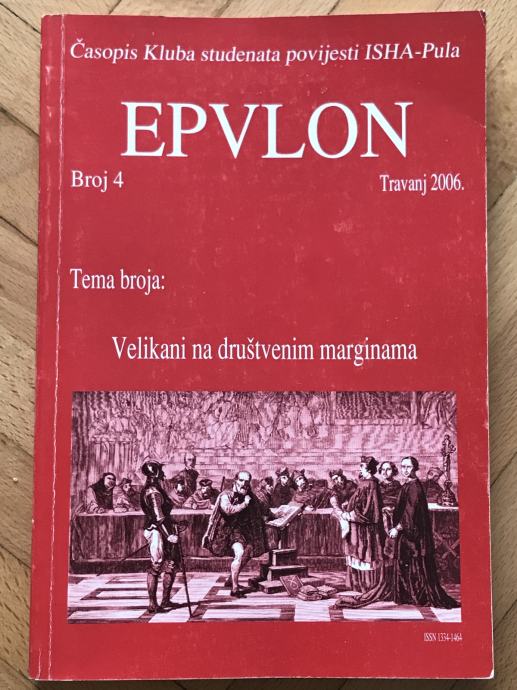 Časopis Kluba studenata povijesti ISHA-Pula
EPVLON
Broj 4
Travanj 2006.
Tema broja:
Velikani na društvenim marginama
ISSN 1334-1464